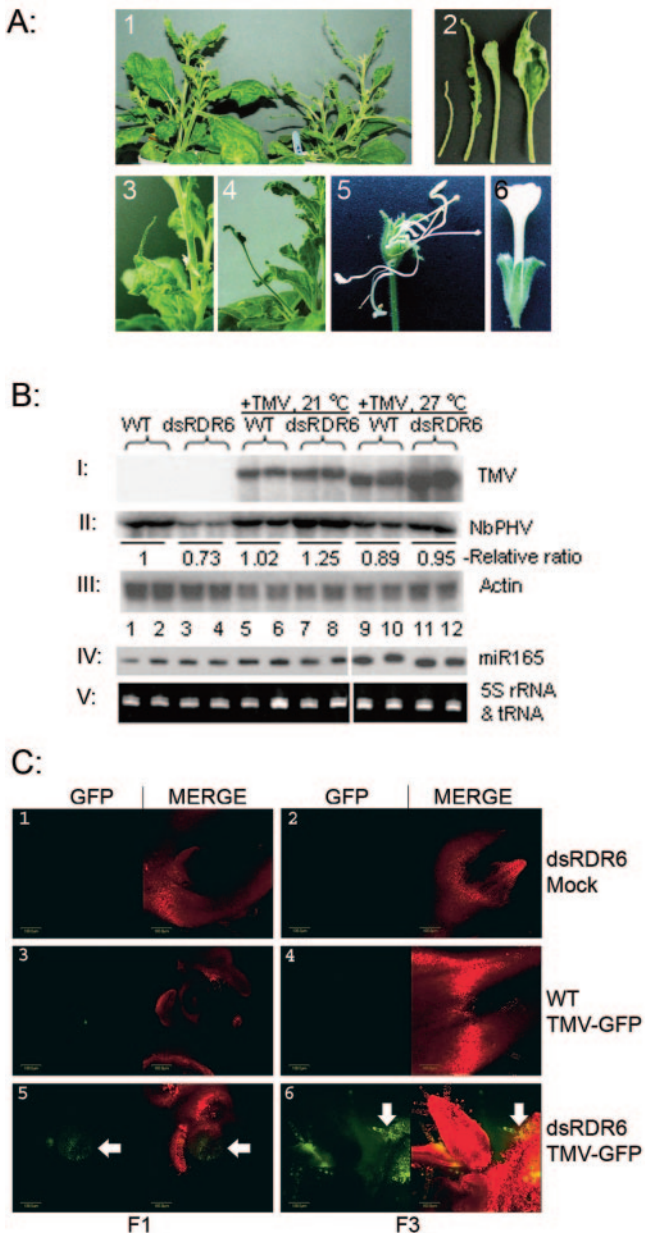 A:
1
2
3
4
5
6
B:
+TMV, 21 °C +TMV, 27 °C
WT dsRDR6 WT dsRDR6 WT dsRDR6
I: TMV
II: NbPHV
1 0.73 1.02 1.25 0.89 0.95 -Relative ratio
III: Actin
1 2 3 4 5 6 7 8 9 10 11 12
IV: miR165
V: 5S rRNA
& tRNA
C:
GFP MERGE GFP MERGE
1 2 dsRDR6
Mock
3 4 WT
TMV-GFP
5 6 dsRDR6
TMV-GFP
F1 F3